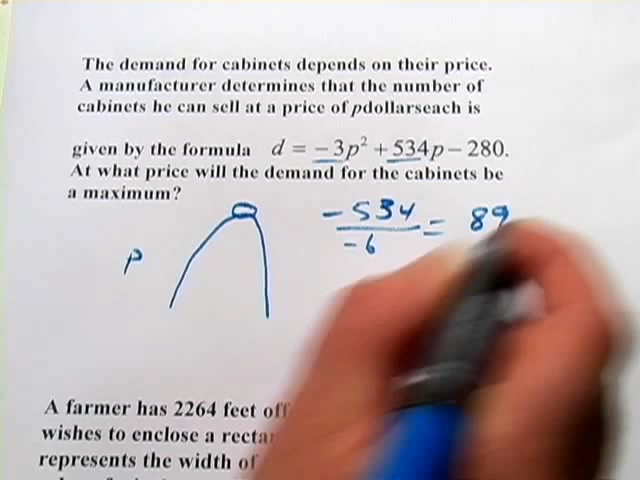 The demand for cabinets depends on their price.
A manufacturer determines that the number of
cabinets he can sell at a price of pdollarseach is
given by the formula d = −3p² + 534p − 280.
At what price will the demand for the cabinets be
a maximum?
-534
-6
= 89
p
A farmer has 2264 feet
wishes to enclose a
represents the width of